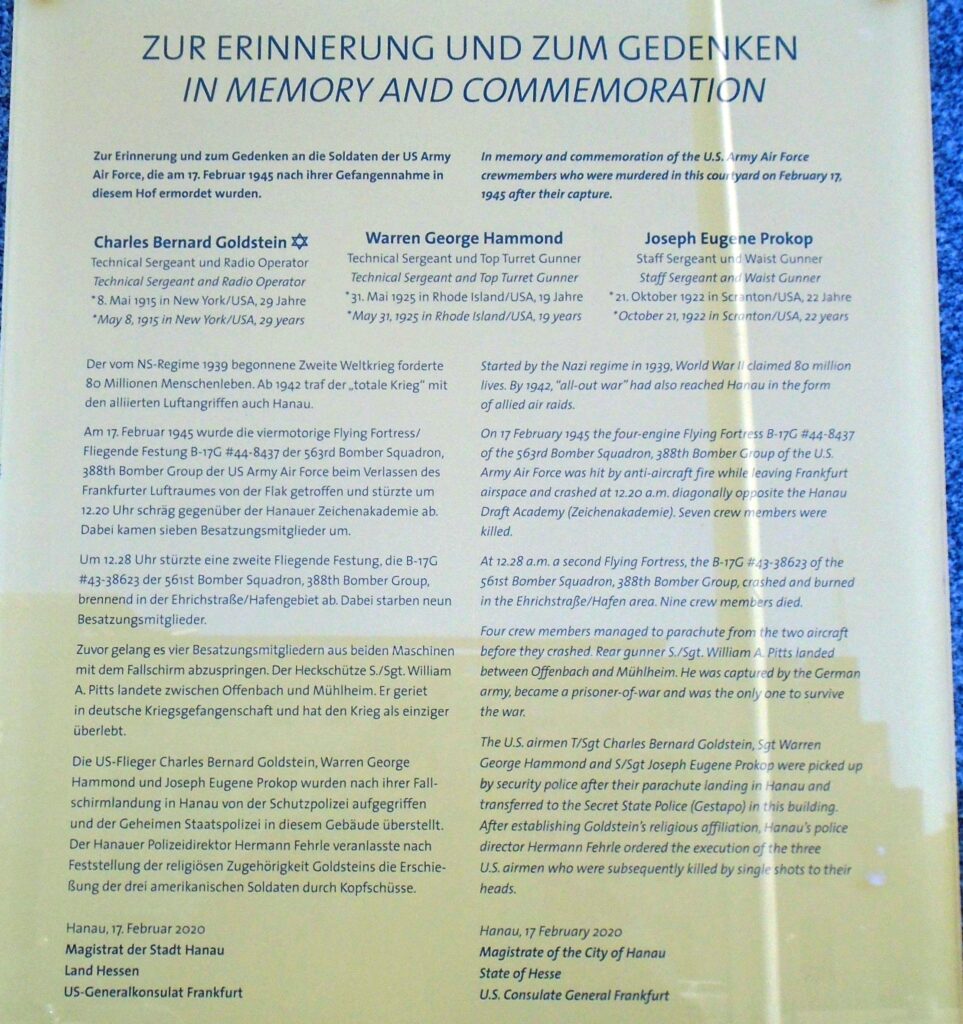 ZUR ERINNERUNG UND ZUM GEDENKEN
IN MEMORY AND COMMEMORATION
Zur Erinnerung und zum Gedenken an die Soldaten der US Army
Air Force, die am 17. Februar 1945 nach ihrer Gefangennahme in
diesem Hof ermordet wurden.
In memory and commemoration of the U.S. Army Air Force
crewmembers who were murdered in this courtyard on February 17,
1945 after their capture.
Charles Bernard Goldstein ✡
Technical Sergeant und Radio Operator
Technical Sergeant and Radio Operator
*8. Mai 1915 in New York/USA, 29 Jahre
*May 8, 1915 in New York/USA, 29 years
Warren George Hammond
Technical Sergeant und Top Turret Gunner
Technical Sergeant and Top Turret Gunner
*31. Mai 1925 in Rhode Island/USA, 19 Jahre
*May 31, 1925 in Rhode Island/USA, 19 years
Joseph Eugene Prokop
Staff Sergeant und Waist Gunner
Staff Sergeant and Waist Gunner
*21. Oktober 1922 in Scranton/USA, 22 Jahre
*October 21, 1922 in Scranton/USA, 22 years
Der vom NS-Regime 1939 begonnene Zweite Weltkrieg forderte
80 Millionen Menschenleben. Ab 1942 traf der „totale Krieg“ mit
den alliierten Luftangriffen auch Hanau.
Am 17. Februar 1945 wurde die viermotorige Flying Fortress/
Fliegende Festung B-17G #44-8437 der 563rd Bomber Squadron,
388th Bomber Group der US Army Air Force beim Verlassen des
Frankfurter Luftraumes von der Flak getroffen und stürzte um
12.20 Uhr schräg gegenüber der Hanauer Zeichenakademie ab.
Dabei kamen sieben Besatzungsmitglieder um.
Um 12.28 Uhr stürzte eine zweite Fliegende Festung, die B-17G
#43-38623 der 561st Bomber Squadron, 388th Bomber Group,
brennend in der Ehrichstraße/Hafengebiet ab. Dabei starben neun
Besatzungsmitglieder.
Zuvor gelang es vier Besatzungsmitgliedern aus beiden Maschinen
mit dem Fallschirm abzuspringen. Der Heckschütze S./Sgt. William
A. Pitts landete zwischen Offenbach und Mühlheim. Er geriet
in deutsche Kriegsgefangenschaft und hat den Krieg als einziger
überlebt.
Die US-Flieger Charles Bernard Goldstein, Warren George
Hammond und Joseph Eugene Prokop wurden nach ihrer Fall-
schirmlandung in Hanau von der Schutzpolizei aufgegriffen
und der Geheimen Staatspolizei in diesem Gebäude überstellt.
Der Hanauer Polizeidirektor Hermann Fehrle veranlasste nach
Feststellung der religiösen Zugehörigkeit Goldsteins die Erschie-
ßung der drei amerikanischen Soldaten durch Kopfschüsse.
Hanau, 17. Februar 2020
Magistrat der Stadt Hanau
Land Hessen
US-Generalkonsulat Frankfurt
Started by the Nazi regime in 1939, World War II claimed 80 million
lives. By 1942, “all-out war” had also reached Hanau in the form
of allied air raids.
On 17 February 1945 the four-engine Flying Fortress B-17G #44-8437
of the 563rd Bomber Squadron, 388th Bomber Group of the U.S.
Army Air Force was hit by anti-aircraft fire while leaving Frankfurt
airspace and crashed at 12.20 a.m. diagonally opposite the Hanau
Draft Academy (Zeichenakademie). Seven crew members were
killed.
At 12.28 a.m. a second Flying Fortress, the B-17G #43-38623 of the
561st Bomber Squadron, 388th Bomber Group, crashed and burned
in the Ehrichstraße/Hafen area. Nine crew members died.
Four crew members managed to parachute from the two aircraft
before they crashed. Rear gunner S./Sgt. William A. Pitts landed
between Offenbach and Mühlheim. He was captured by the German
army, became a prisoner-of-war and was the only one to survive
the war.
The U.S. airmen T/Sgt Charles Bernard Goldstein, Sgt Warren
George Hammond and S/Sgt Joseph Eugene Prokop were picked up
by security police after their parachute landing in Hanau and
transferred to the Secret State Police (Gestapo) in this building.
After establishing Goldstein’s religious affiliation, Hanau’s police
director Hermann Fehrle ordered the execution of the three
U.S. airmen who were subsequently killed by single shots to their
heads.
Hanau, 17 February 2020
Magistrate of the City of Hanau
State of Hesse
U.S. Consulate General Frankfurt